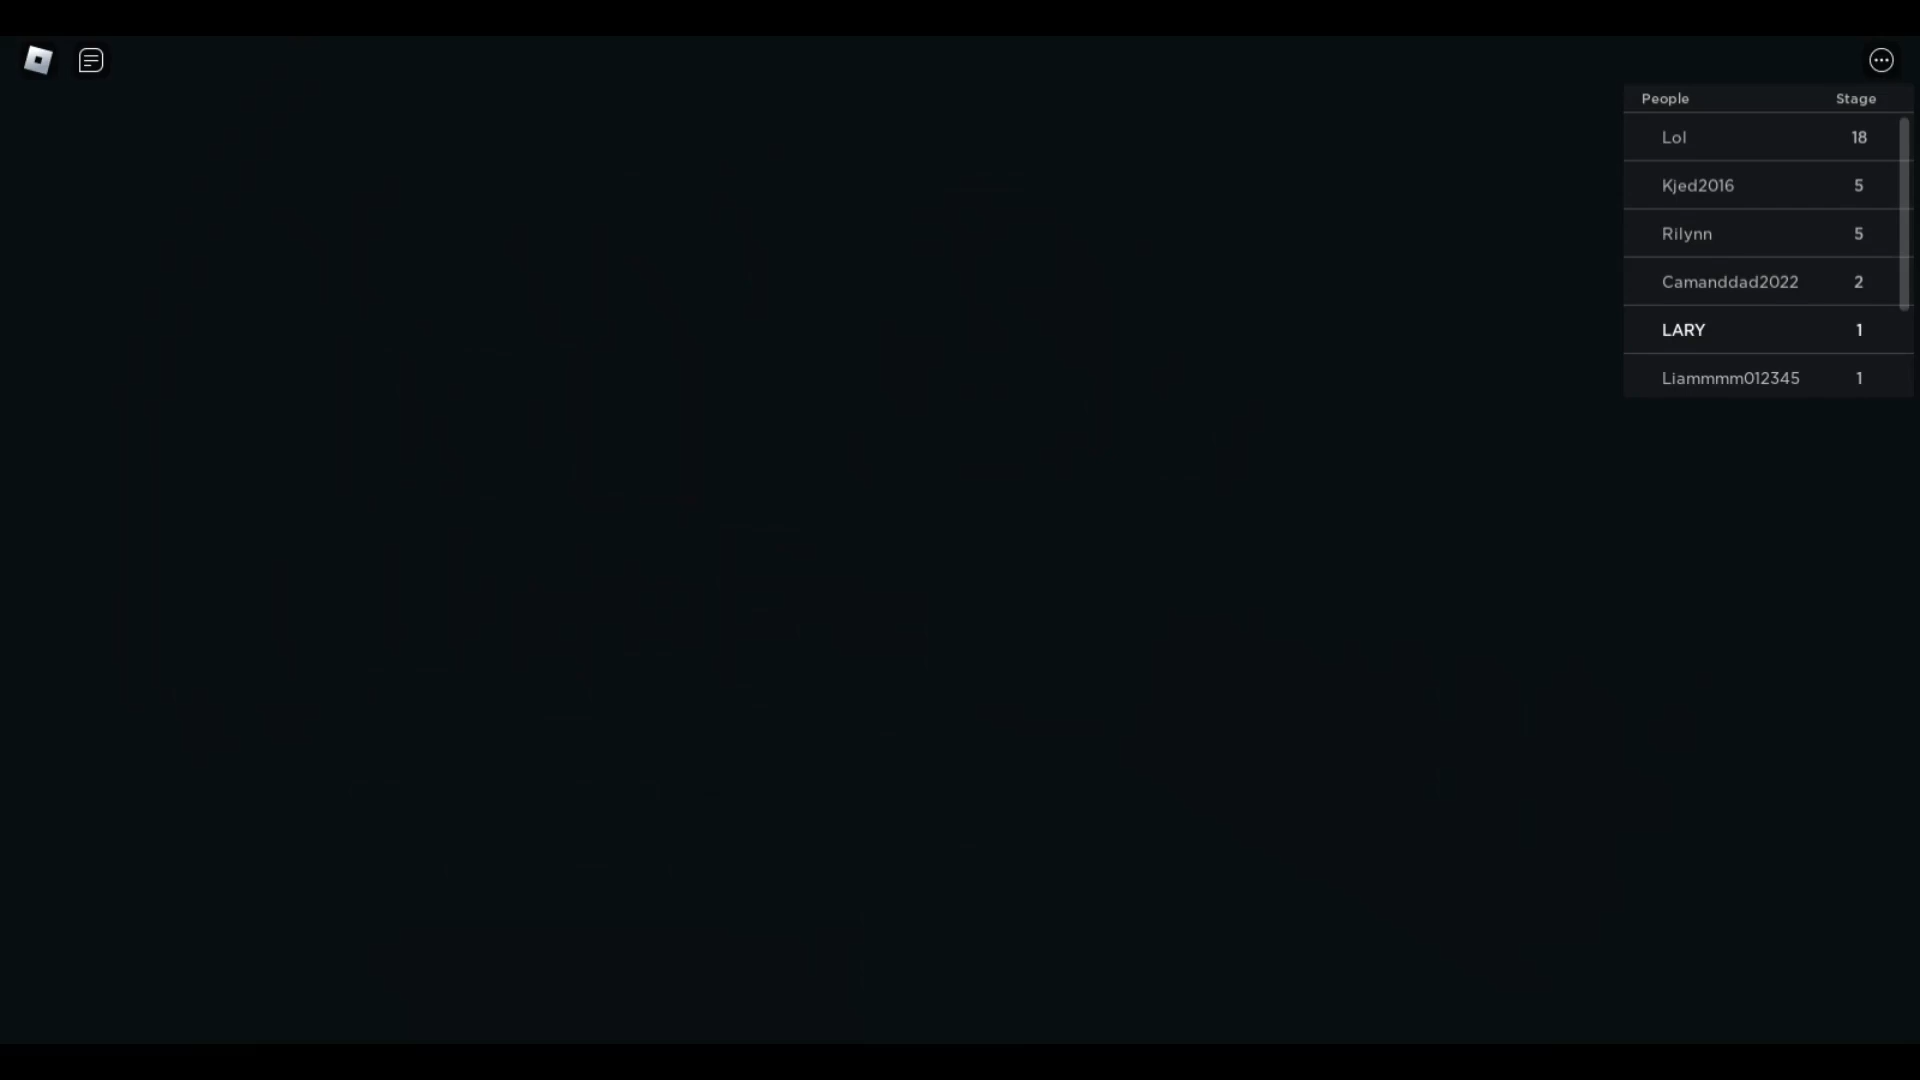 People Stage
Lol 18
Kjed2016 5
Rilynn 5
Camanddad2022 2
LARY 1
Liammmm012345 1